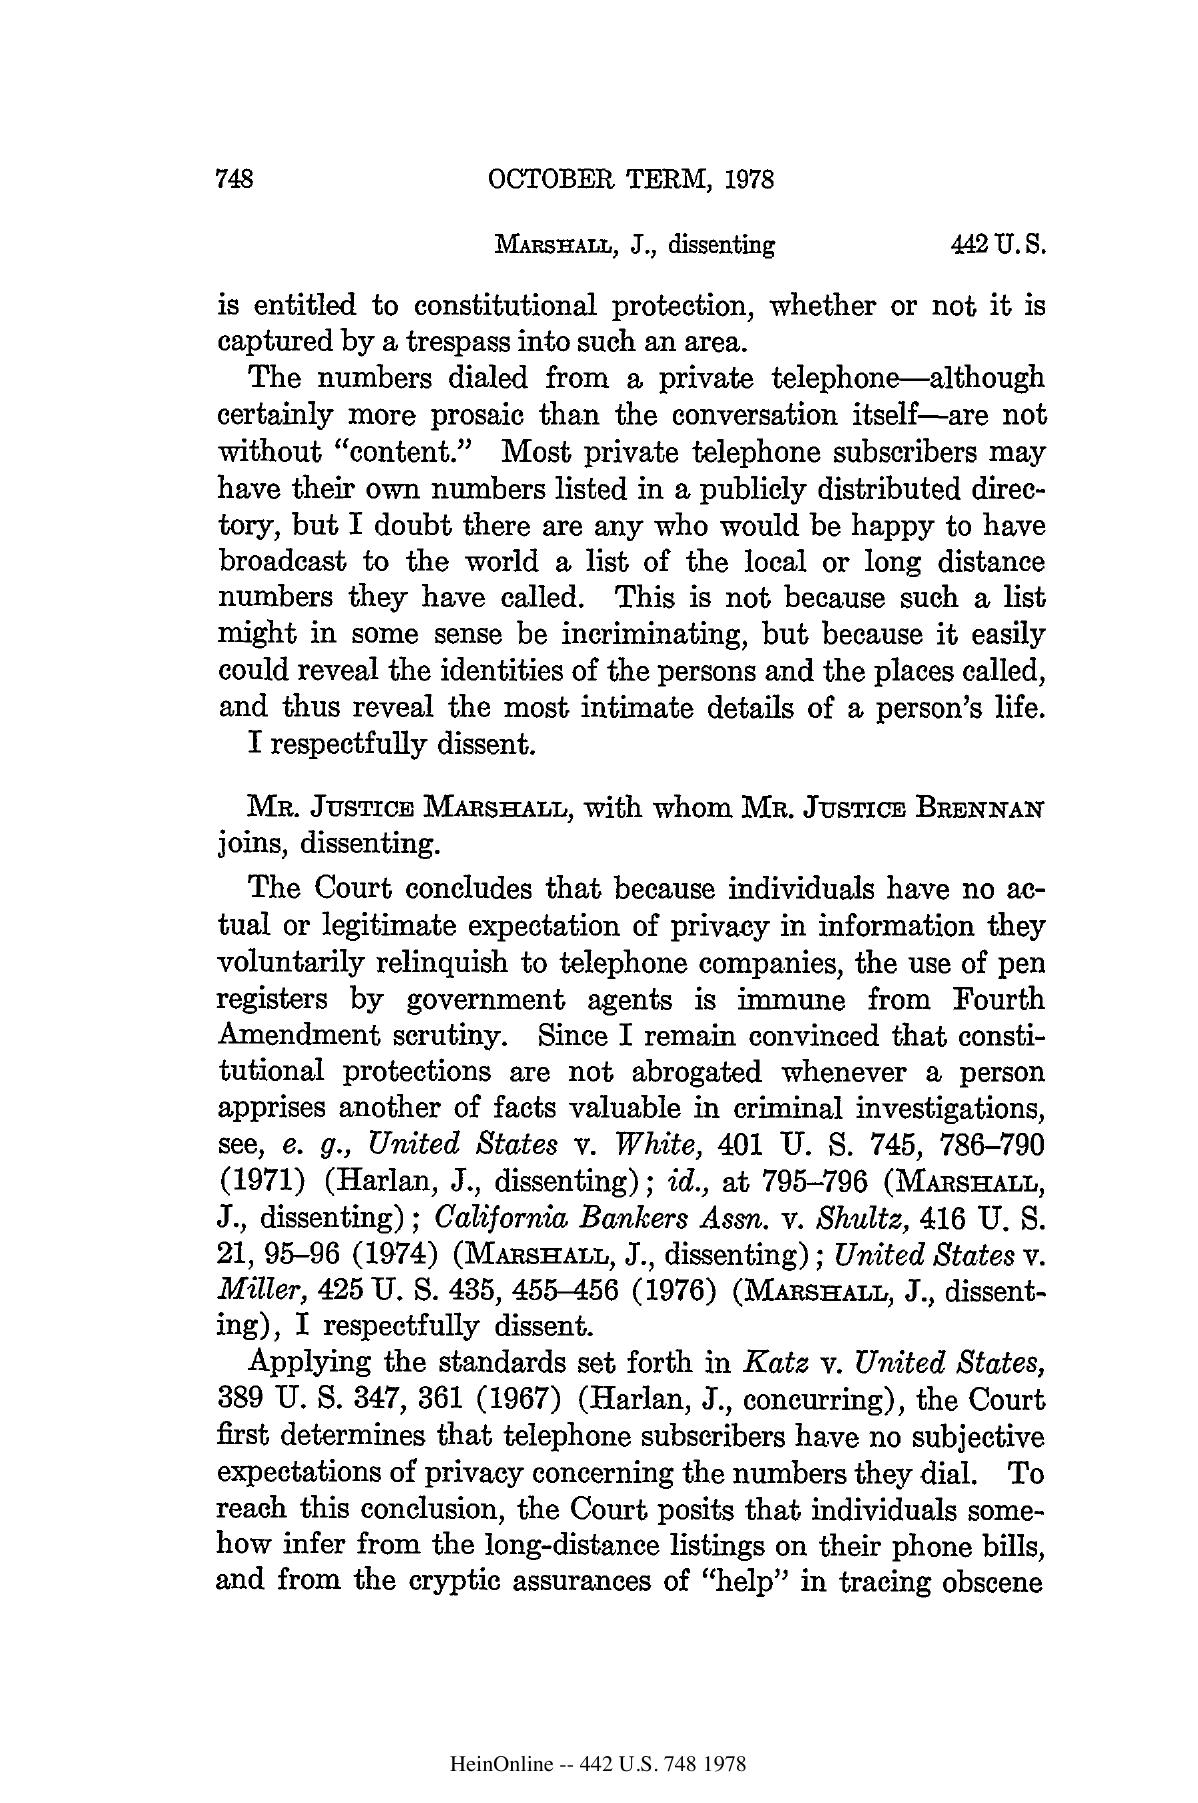 748 OCTOBER TERM, 1978
MARSHALL, J., dissenting 442 U. S.
is entitled to constitutional protection, whether or not it is
captured by a trespass into such an area.
The numbers dialed from a private telephone—although
certainly more prosaic than the conversation itself—are not
without “content.” Most private telephone subscribers may
have their own numbers listed in a publicly distributed direc-
tory, but I doubt there are any who would be happy to have
broadcast to the world a list of the local or long distance
numbers they have called. This is not because such a list
might in some sense be incriminating, but because it easily
could reveal the identities of the persons and the places called,
and thus reveal the most intimate details of a person’s life.
I respectfully dissent.
MR. JUSTICE MARSHALL, with whom MR. JUSTICE BRENNAN
joins, dissenting.
The Court concludes that because individuals have no ac-
tual or legitimate expectation of privacy in information they
voluntarily relinquish to telephone companies, the use of pen
registers by government agents is immune from Fourth
Amendment scrutiny. Since I remain convinced that consti-
tutional protections are not abrogated whenever a person
apprises another of facts valuable in criminal investigations,
see, e. g., United States v. White, 401 U. S. 745, 786–790
(1971) (Harlan, J., dissenting); id., at 795–796 (MARSHALL,
J., dissenting); California Bankers Assn. v. Shultz, 416 U. S.
21, 95–96 (1974) (MARSHALL, J., dissenting); United States v.
Miller, 425 U. S. 435, 455–456 (1976) (MARSHALL, J., dissent-
ing), I respectfully dissent.
Applying the standards set forth in Katz v. United States,
389 U. S. 347, 361 (1967) (Harlan, J., concurring), the Court
first determines that telephone subscribers have no subjective
expectations of privacy concerning the numbers they dial. To
reach this conclusion, the Court posits that individuals some-
how infer from the long-distance listings on their phone bills,
and from the cryptic assurances of “help” in tracing obscene
HeinOnline -- 442 U.S. 748 1978